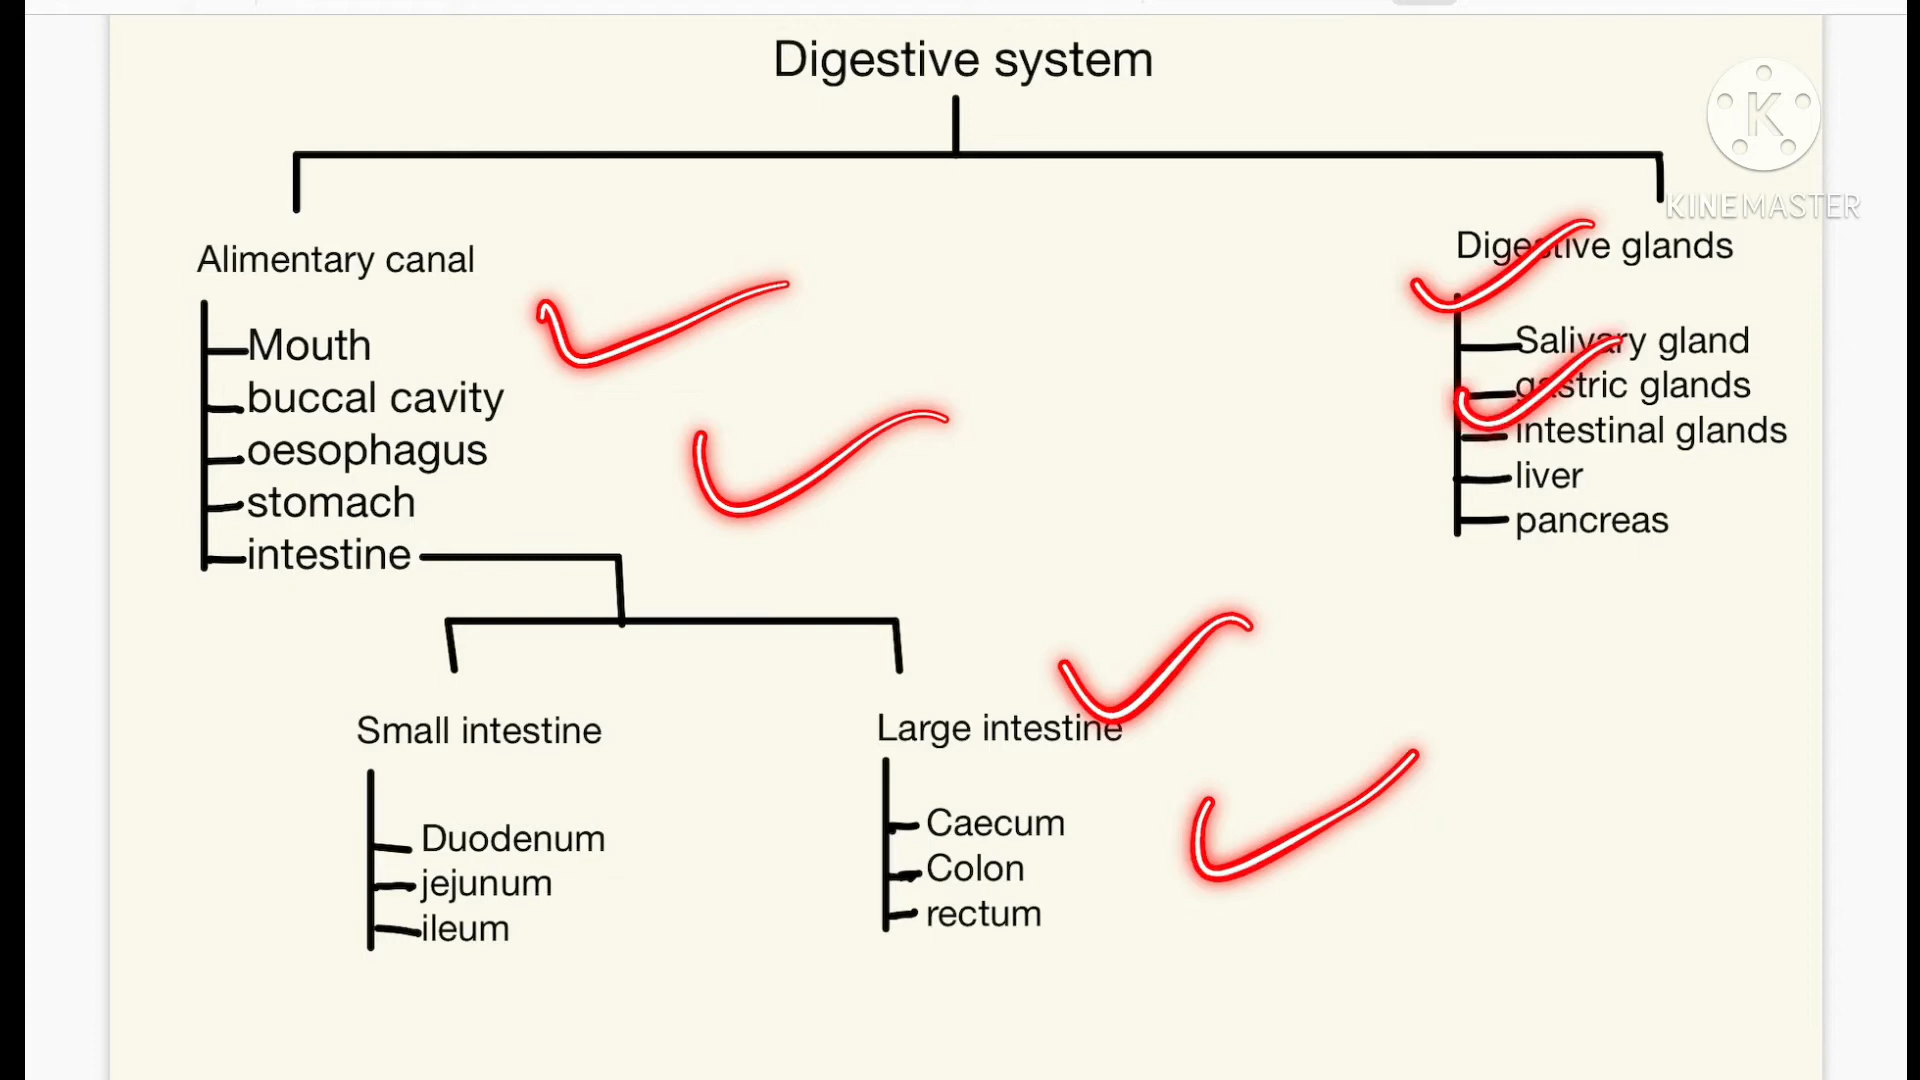 Digestive system
K
KINEMASTER
Alimentary canal
Mouth
buccal cavity
oesophagus
stomach
intestine
Digestive glands
Salivary gland
gastric glands
intestinal glands
liver
pancreas
Small intestine
Duodenum
jejunum
ileum
Large intestine
Caecum
Colon
rectum